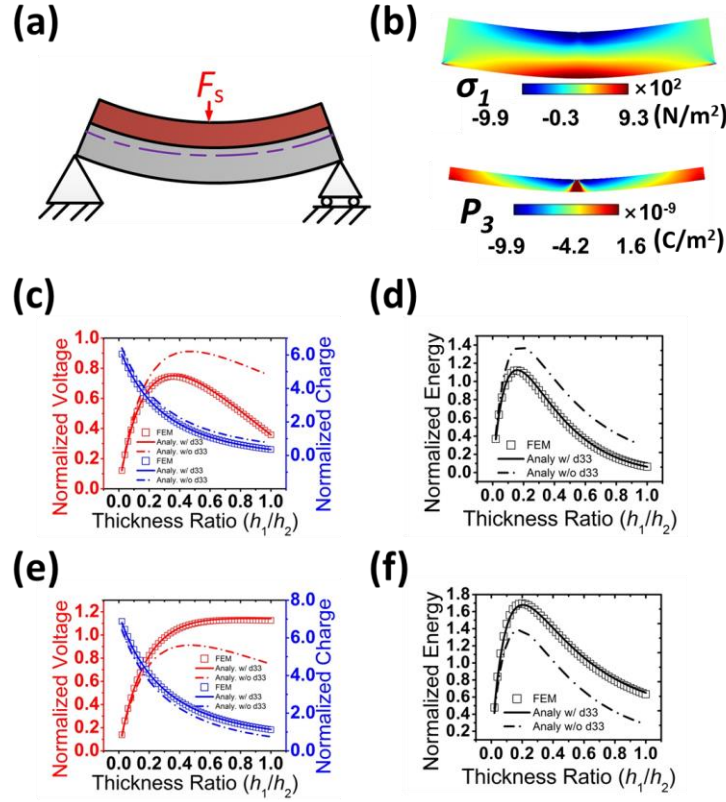 (a)
F_s
(b)
σ_1
×10^2
(N/m^2)
-9.9 -0.3 9.3
P_3
×10^-9
(C/m^2)
-9.9 -4.2 1.6
(c)
Normalized Voltage
1.0
0.8
0.6
0.4
0.2
0.0
FEM
Analy. w/ d33
Analy. w/o d33
FEM
Analy. w/ d33
Analy. w/o d33
6.0
4.0
2.0
0.0
Normalized Charge
0.0 0.2 0.4 0.6 0.8 1.0
Thickness Ratio (h_1/h_2)
(d)
Normalized Energy
1.4
1.2
1.0
0.8
0.6
0.4
0.2
0.0
FEM
Analy w/ d33
Analy w/o d33
0.0 0.2 0.4 0.6 0.8 1.0
Thickness Ratio (h_1/h_2)
(e)
Normalized Voltage
1.2
1.0
0.8
0.6
0.4
0.2
0.0
FEM
Analy. w/ d33
Analy. w/o d33
FEM
Analy. w/ d33
Analy. w/o d33
8.0
6.0
4.0
2.0
0.0
Normalized Charge
0.0 0.2 0.4 0.6 0.8 1.0
Thickness Ratio (h_1/h_2)
(f)
Normalized Energy
1.8
1.6
1.4
1.2
1.0
0.8
0.6
0.4
0.2
FEM
Analy w/ d33
Analy w/o d33
0.0 0.2 0.4 0.6 0.8 1.0
Thickness Ratio (h_1/h_2)